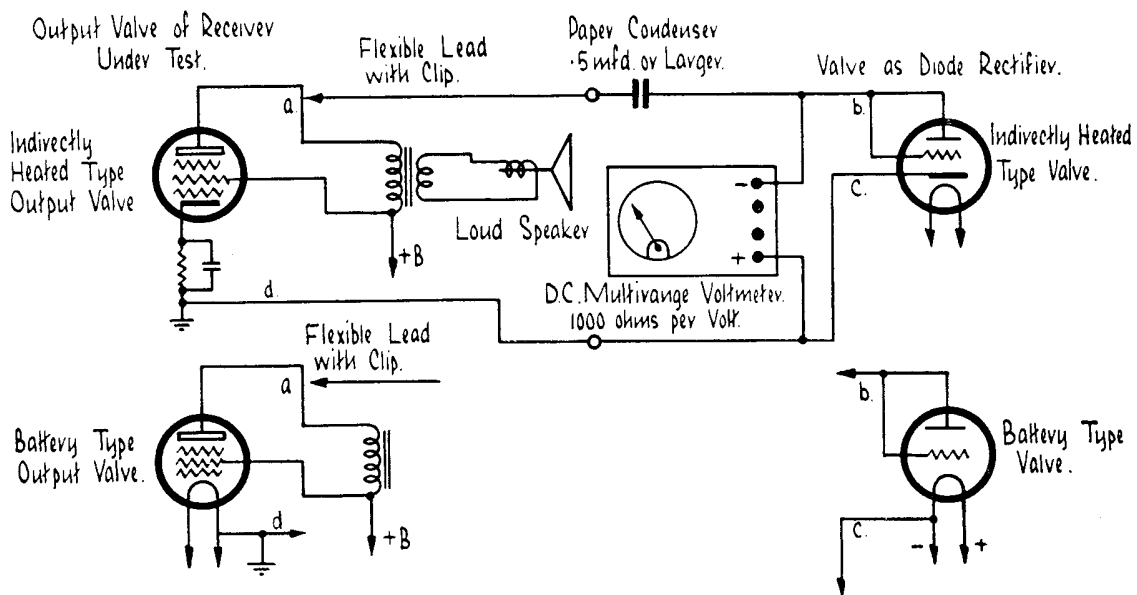 Output Valve of Receiver
Under Test.
Flexible Lead
with Clip.
Paper Condenser
.5 mfd. or Larger.
Valve as Diode Rectifier.
a
b.
Indirectly
Heated Type
Output Valve
Indirectly Heated
Type Valve.
c.
-
+
Loud Speaker
+B
d.
D.C. Multirange Voltmeter.
1000 ohms per Volt.
Flexible Lead
with Clip.
a
b.
Battery Type
Output Valve.
Battery Type
Valve.
d
+B
c.
-
+